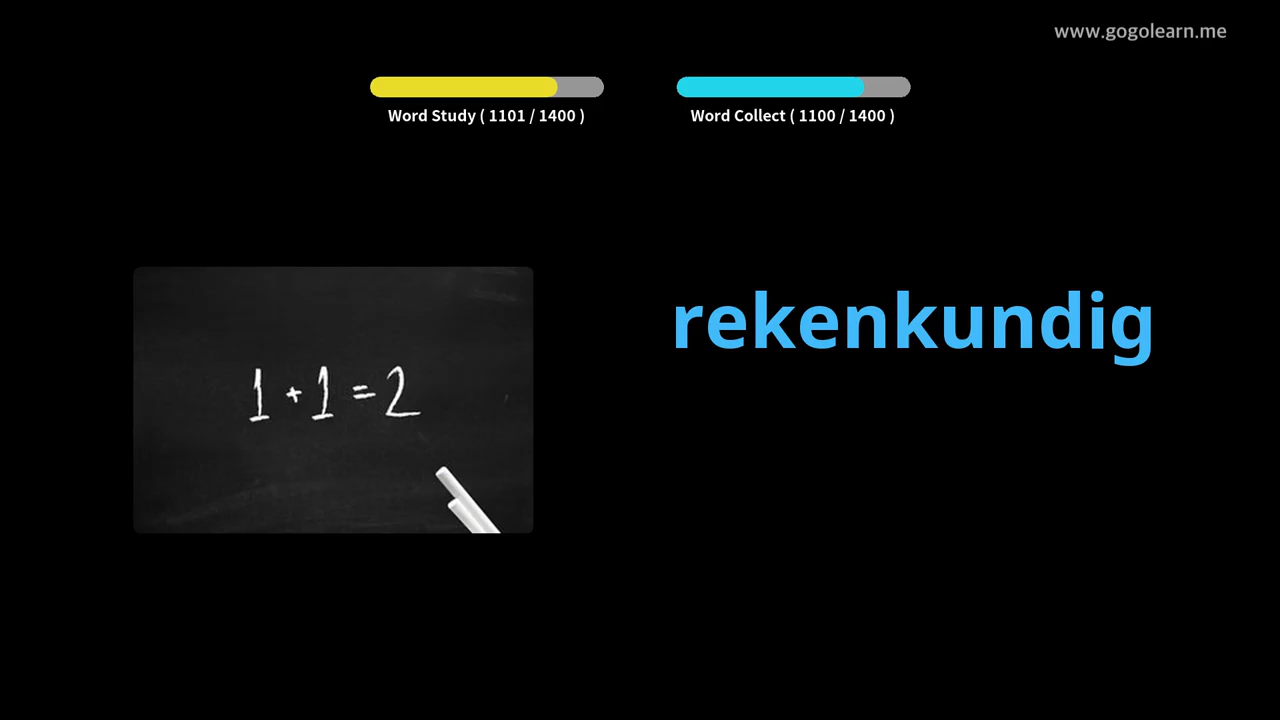 www.gogolearn.me
Word Study ( 1101 / 1400 )
Word Collect ( 1100 / 1400 )
rekenkundig
1 + 1 = 2